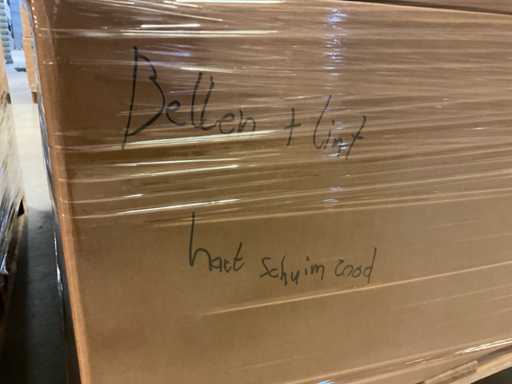 Bellen + lint
hart schuim rood